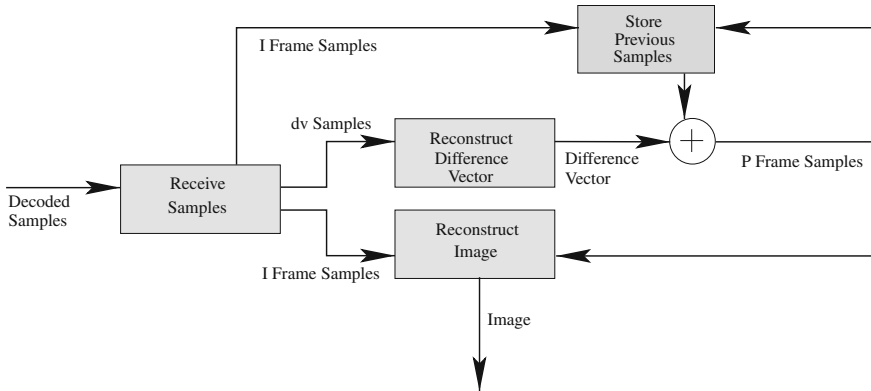 Store
Previous
Samples
I Frame Samples
dv Samples
Reconstruct
Difference
Vector
Difference
Vector
+
P Frame Samples
Receive
Samples
Decoded
Samples
Reconstruct
Image
I Frame Samples
Image